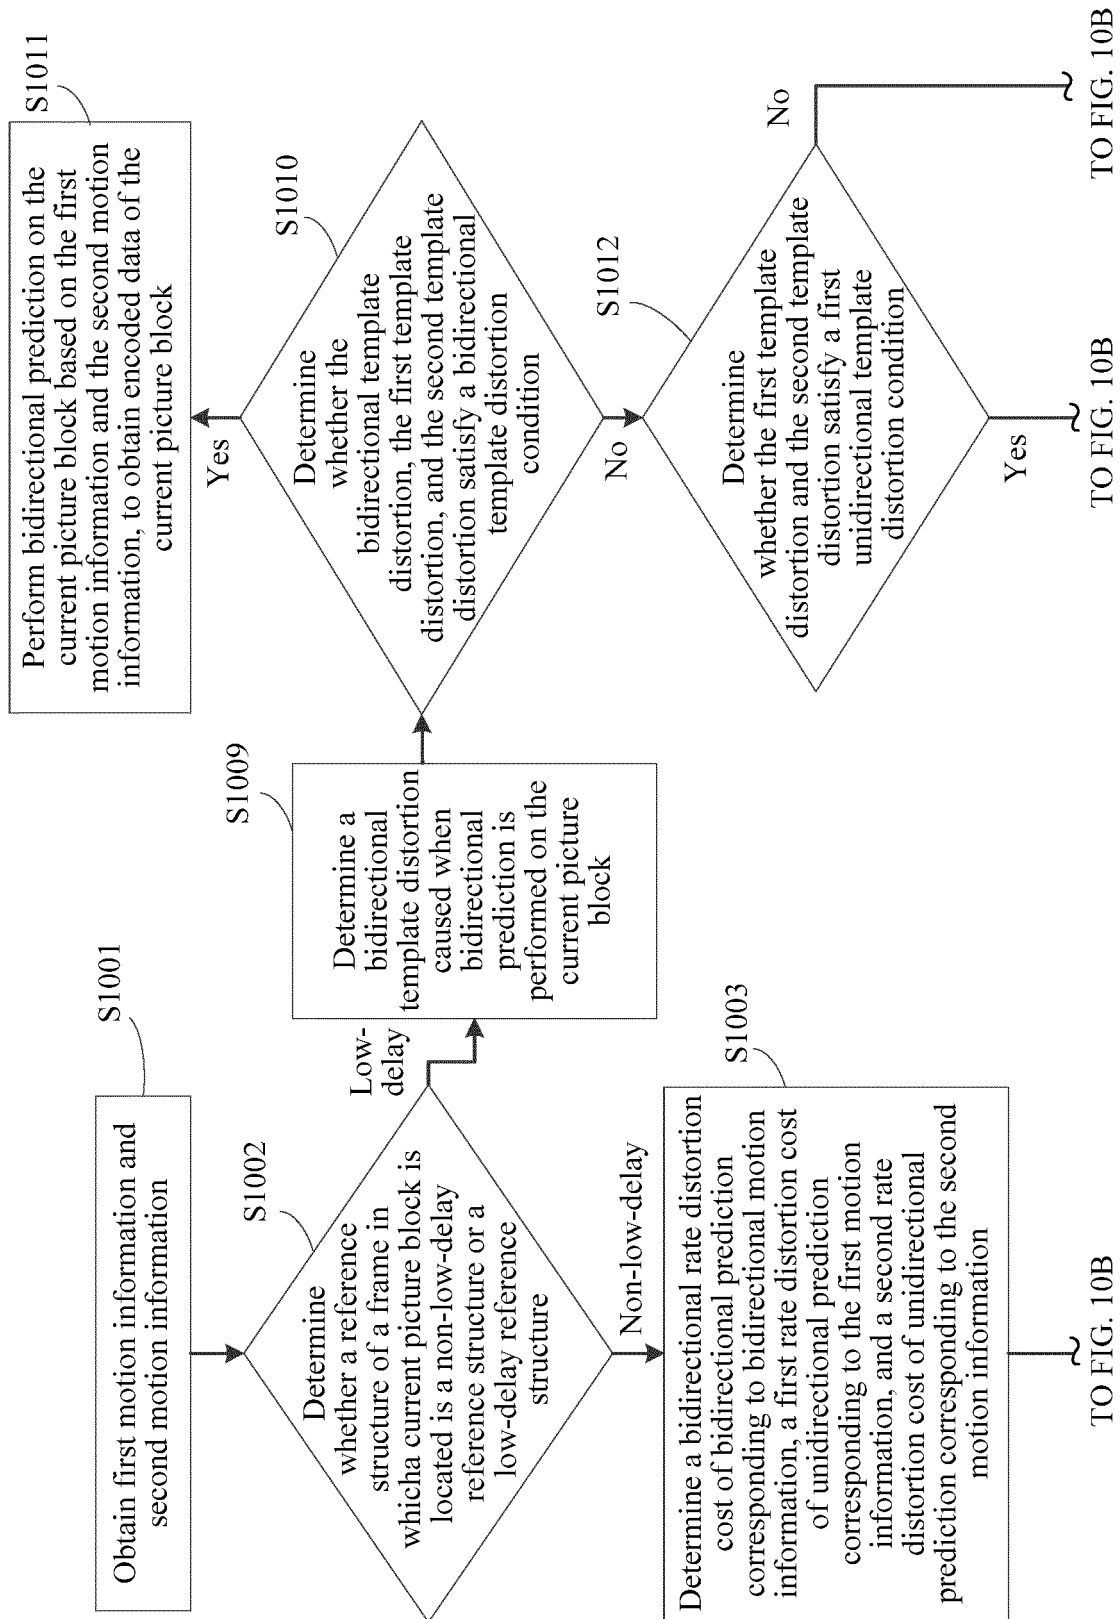 S1001
Obtain first motion information and
second motion information
S1002
Determine
whether a reference
structure of a frame in
whicha current picture block is
located is a non-low-delay
reference structure or a
low-delay reference
structure
Low-
delay
Non-low-delay
S1003
Determine a bidirectional rate distortion
cost of bidirectional prediction
corresponding to bidirectional motion
information, a first rate distortion cost
of unidirectional prediction
corresponding to the first motion
information, and a second rate
distortion cost of unidirectional
prediction corresponding to the second
motion information
TO FIG. 10B
S1009
Determine a
bidirectional
template distortion
caused when
bidirectional
prediction is
performed on the
current picture
block
S1011
Perform bidirectional prediction on the
current picture block based on the first
motion information and the second motion
information, to obtain encoded data of the
current picture block
Yes
S1010
Determine
whether the
bidirectional template
distortion, the first template
distortion, and the second template
distortion satisfy a bidirectional
template distortion
condition
No
S1012
Determine
whether the first template
distortion and the second template
distortion satisfy a first
unidirectional template
distortion condition
No
Yes
TO FIG. 10B
TO FIG. 10B